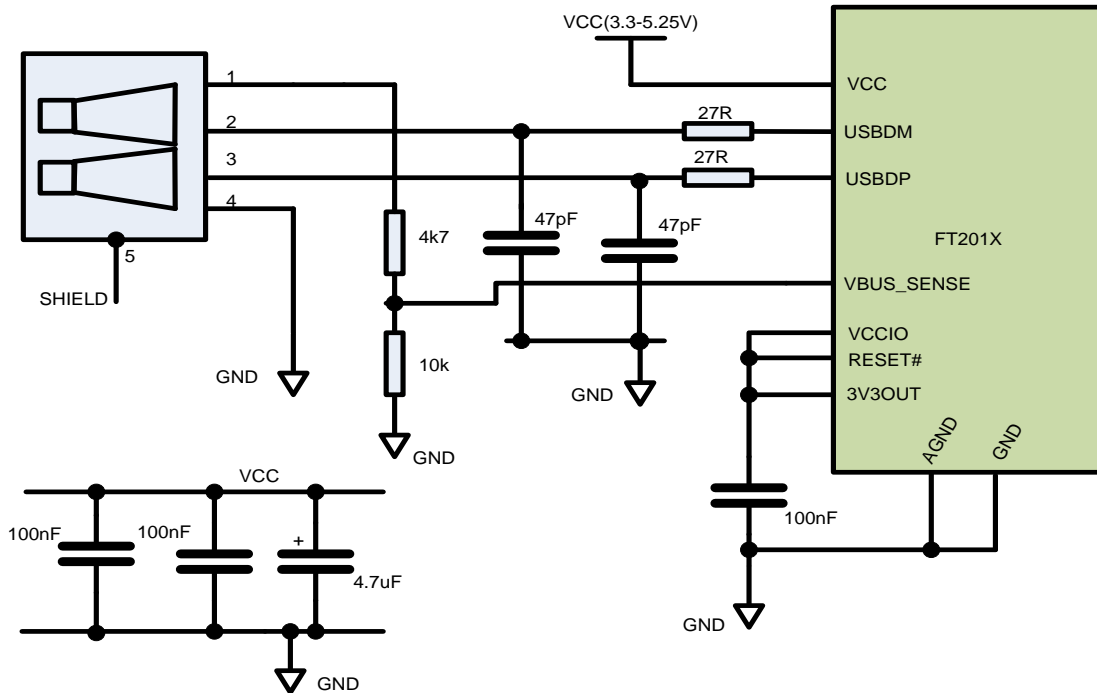 VCC(3.3-5.25V)
1
VCC
27R
2
USBDM
27R
3
USBDP
4
47pF
47pF
4k7
FT201X
5
VBUS_SENSE
SHIELD
VCCIO
RESET#
10k
GND
GND
3V3OUT
AGND
GND
GND
VCC
100nF
100nF
100nF
+
4.7uF
GND
GND